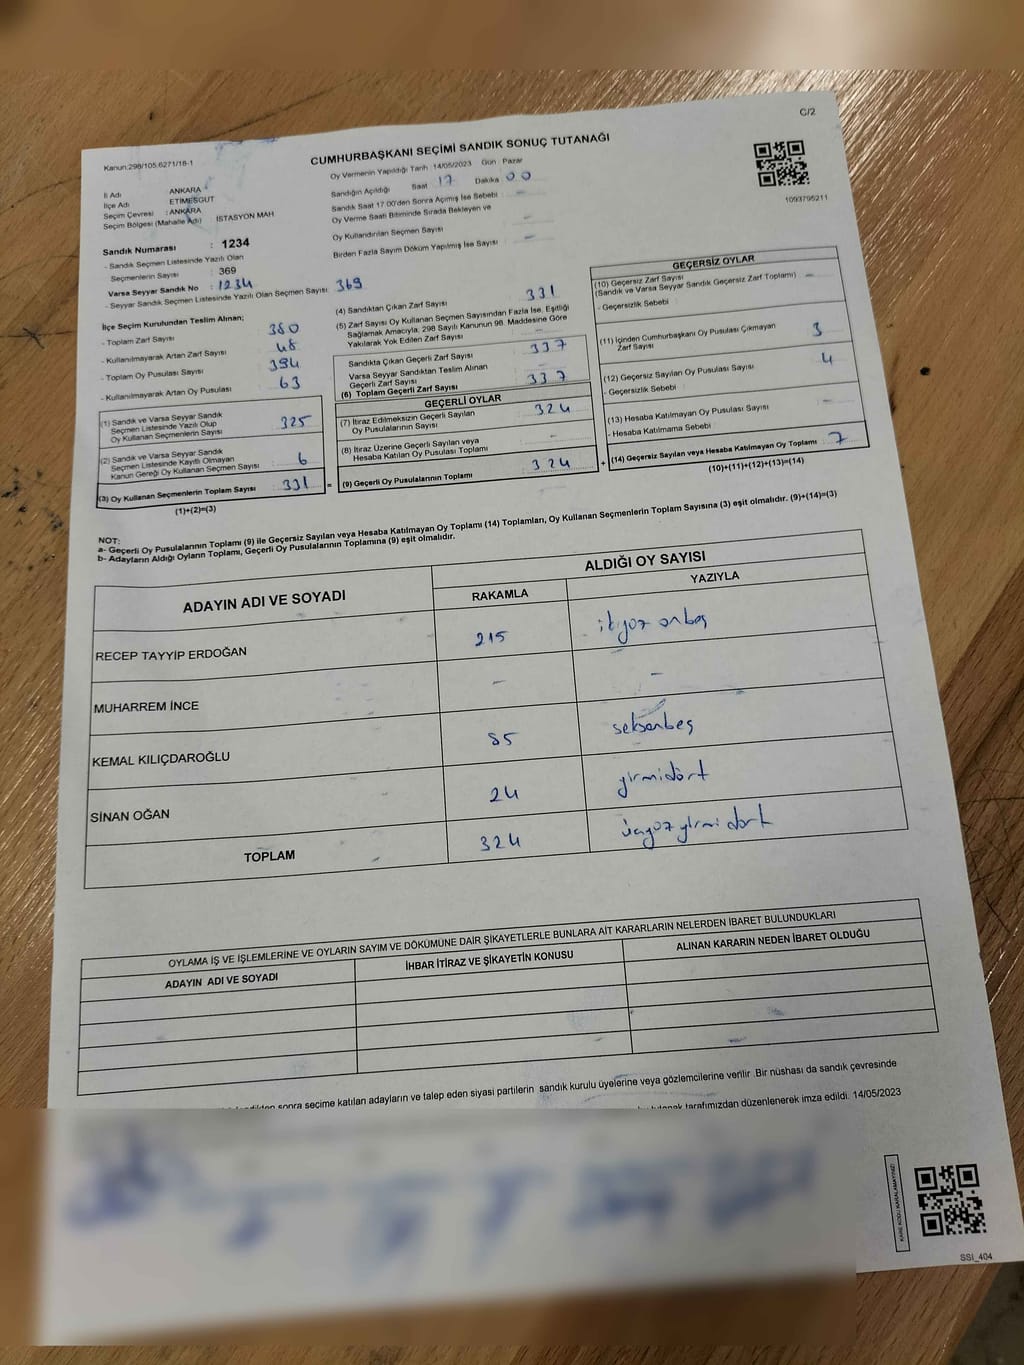 C/2
Kanun:298/105.6271/18-1
CUMHURBAŞKANI SEÇİMİ SANDIK SONUÇ TUTANAĞI
Oy Vermenin Yapıldığı Tarih :14/05/2023 Gün : Pazar
Sandığın Açıldığı Saat 17 Dakika 00
Sandık Saat 17:00'den Sonra Açımış İse Sebebi : -
Oy Verme Saati Bitiminde Sırada Bekleyen ve
Oy Kullandırılan Seçmen Sayısı : -
Birden Fazla Sayım Döküm Yapılmış İse Sayısı : -
1093795211
İl Adı ANKARA
İlçe Adı ETİMESGUT
Seçim Çevresi : ANKARA
Seçim Bölgesi (Mahalle Adı) İSTASYON MAH
Sandık Numarası : 1234
- Sandık Seçmen Listesinde Yazılı Olan
Seçmenlerin Sayısı : 369
Varsa Seyyar Sandık No : 1234
- Seyyar Sandık Seçmen Listesinde Yazılı Olan Seçmen Sayısı: 369
İlçe Seçim Kurulundan Teslim Alınan;
- Toplam Zarf Sayısı : 380
- Kullanılmayarak Artan Zarf Sayısı : 48
- Toplam Oy Pusulası Sayısı : 394
- Kullanılmayarak Artan Oy Pusulası : 63
(1) Sandık ve Varsa Seyyar Sandık
Seçmen Listesinde Yazılı Olup
Oy Kullanan Seçmenlerin Sayısı : 325
(2) Sandık ve Varsa Seyyar Sandık
Seçmen Listesinde Kayıtlı Olmayan
Kanun Gereği Oy Kullanan Seçmen Sayısı : 6
(3) Oy Kullanan Seçmenlerin Toplam Sayısı : 331
(1)+(2)=(3)
(4) Sandıktan Çıkan Zarf Sayısı : 331
(5) Zarf Sayısı Oy Kullanan Seçmen Sayısından Fazla İse, Eşitliği
Sağlamak Amacıyla, 298 Sayılı Kanunun 98. Maddesine Göre
Yakılarak Yok Edilen Zarf Sayısı :
Sandıkta Çıkan Geçerli Zarf Sayısı : 337
Varsa Seyyar Sandıktan Teslim Alınan
Geçerli Zarf Sayısı : -
(6) Toplam Geçerli Zarf Sayısı : 337
GEÇERLİ OYLAR
(7) İtiraz Edilmeksizin Geçerli Sayılan
Oy Pusulalarının Sayısı : 324
(8) İtiraz Üzerine Geçerli Sayılan veya
Hesaba Katılan Oy Pusulası Toplamı : -
= (9) Geçerli Oy Pusulalarının Toplamı : 324
GEÇERSİZ OYLAR
(10) Geçersiz Zarf Sayısı
(Sandık ve Varsa Seyyar Sandık Geçersiz Zarf Toplamı) : -
- Geçersizlik Sebebi :
(11) İçinden Cumhurbaşkanı Oy Pusulası Çıkmayan
Zarf Sayısı : 3
(12) Geçersiz Sayılan Oy Pusulası Sayısı : 4
- Geçersizlik Sebebi :
(13) Hesaba Katılmayan Oy Pusulası Sayısı : -
- Hesaba Katılmama Sebebi :
+ (14) Geçersiz Sayılan veya Hesaba Katılmayan Oy Toplamı : 7
(10)+(11)+(12)+(13)=(14)
NOT:
a- Geçerli Oy Pusulalarının Toplamı (9) ile Geçersiz Sayılan veya Hesaba Katılmayan Oy Toplamı (14) Toplamları, Oy Kullanan Seçmenlerin Toplam Sayısına (3) eşit olmalıdır. (9)+(14)=(3)
b- Adayların Aldığı Oyların Toplamı, Geçerli Oy Pusulalarının Toplamına (9) eşit olmalıdır.
ADAYIN ADI VE SOYADI ALDIĞI OY SAYISI
RAKAMLA YAZIYLA
RECEP TAYYİP ERDOĞAN 215 ikiyüz onbeş
MUHARREM İNCE - -
KEMAL KILIÇDAROĞLU 85 seksenbeş
SİNAN OĞAN 24 yirmidört
TOPLAM 324 üçyüz yirmi dört
OYLAMA İŞ VE İŞLEMLERİNE VE OYLARIN SAYIM VE DÖKÜMÜNE DAİR ŞİKAYETLERLE BUNLARA AİT KARARLARIN NELERDEN İBARET BULUNDUKLARI
ADAYIN ADI VE SOYADI İHBAR İTİRAZ VE ŞİKAYETİN KONUSU ALINAN KARARIN NEDEN İBARET OLDUĞU
sonra seçime katılan adayların ve talep eden siyasi partilerin sandık kurulu üyelerine veya gözlemcilerine verilir .Bir nüshası da sandık çevresinde
tutanak tarafımızdan düzenlenerek imza edildi. 14/05/2023
KARE KODU KARALAMAYINIZ!
SSI_404